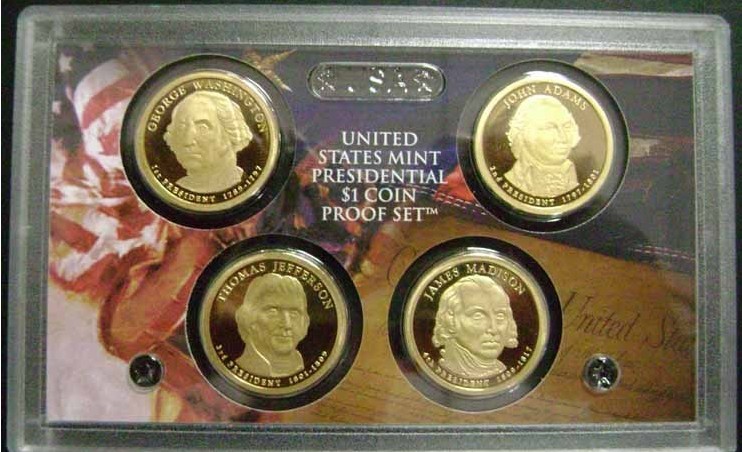 USA
GEORGE WASHINGTON
1st PRESIDENT 1789-1797
JOHN ADAMS
2nd PRESIDENT 1797-1801
UNITED
STATES MINT
PRESIDENTIAL
$1 COIN
PROOF SET™
THOMAS JEFFERSON
3rd PRESIDENT 1801-1809
JAMES MADISON
4th PRESIDENT 1809-1817
United